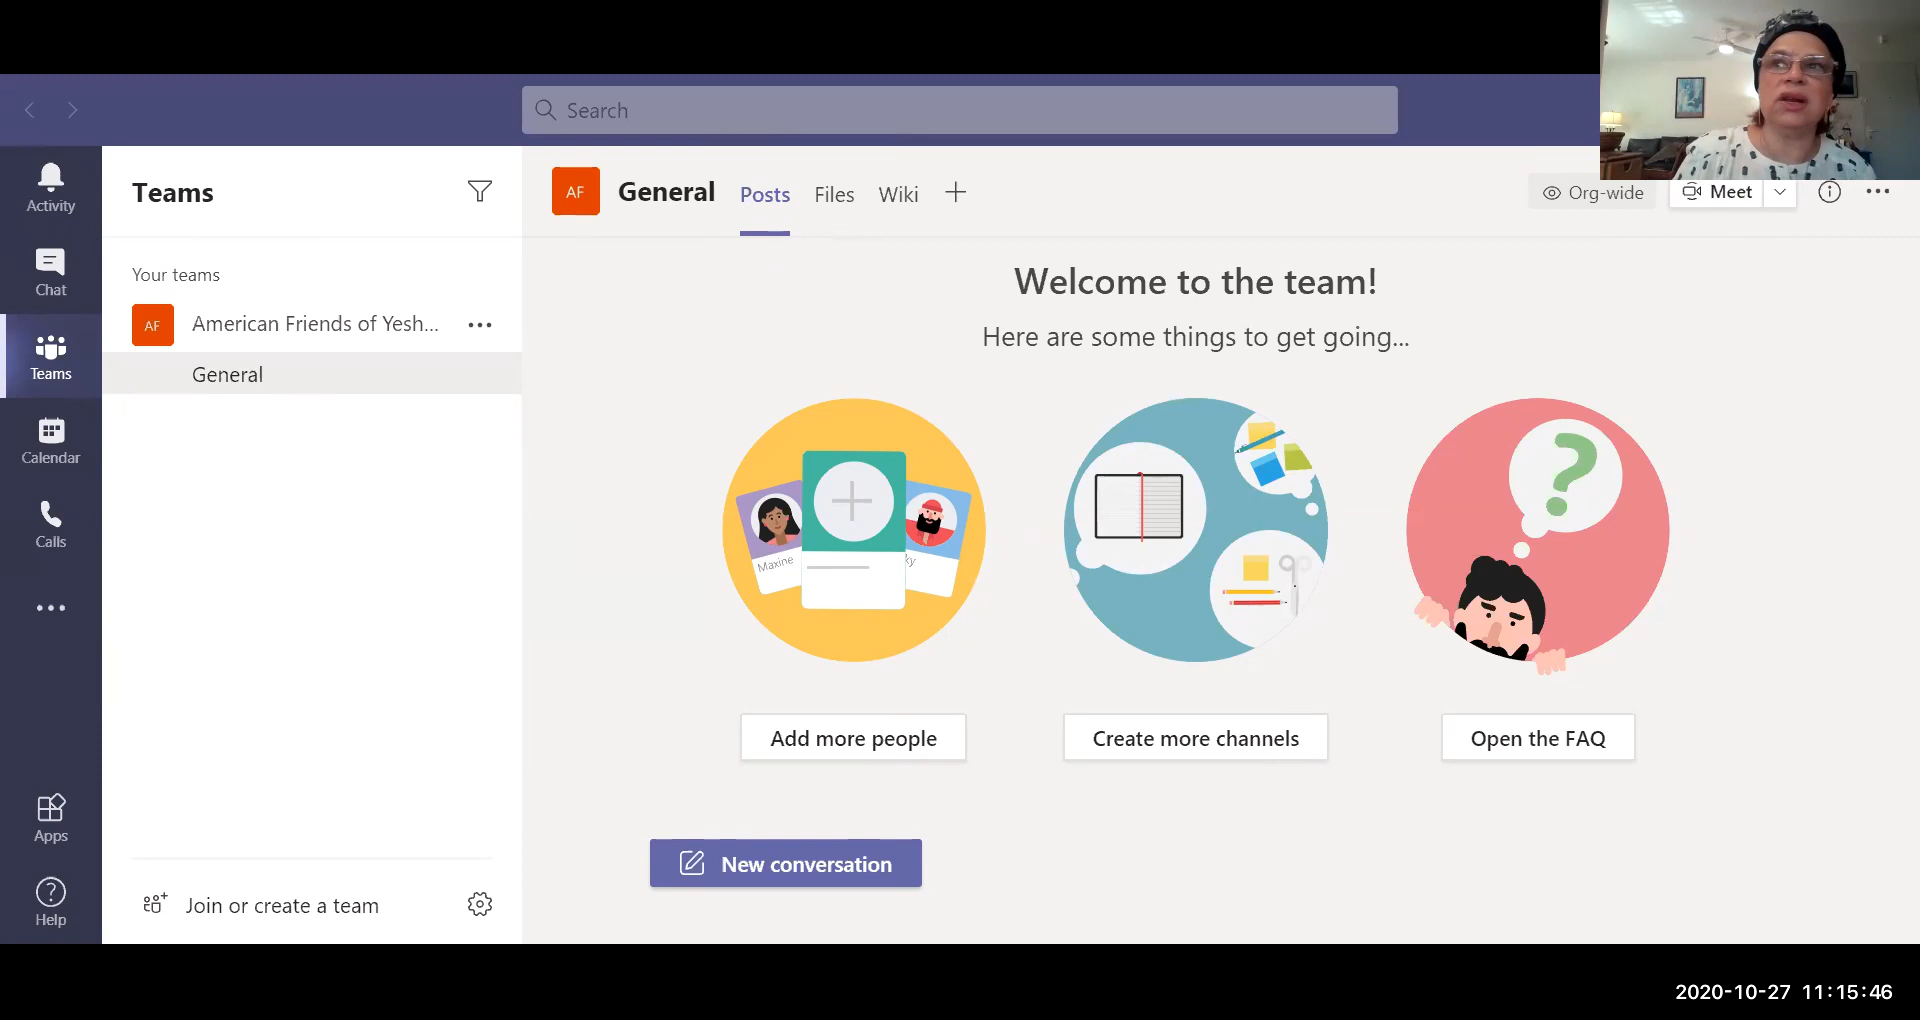 Search
Activity
Chat
Teams
Calendar
Calls
Apps
Help
Teams
Your teams
AF
American Friends of Yesh...
General
Join or create a team
AF
General
Posts
Files
Wiki
Org-wide
Meet
Welcome to the team!
Here are some things to get going...
Maxine
ky
Add more people
Create more channels
Open the FAQ
New conversation
2020-10-27 11:15:46